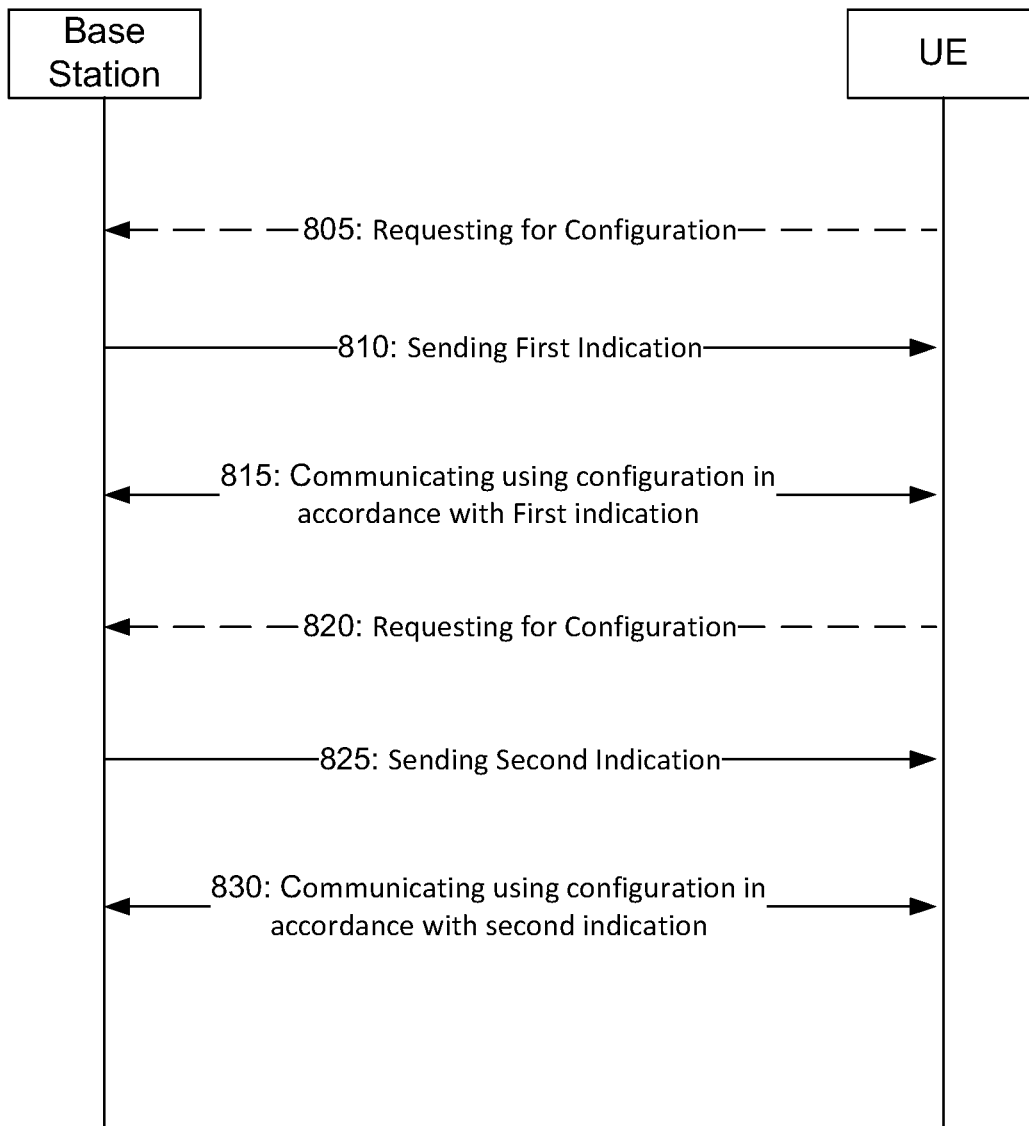 Base
Station
UE
805: Requesting for Configuration
810: Sending First Indication
815: Communicating using configuration in
accordance with First indication
820: Requesting for Configuration
825: Sending Second Indication
830: Communicating using configuration in
accordance with second indication